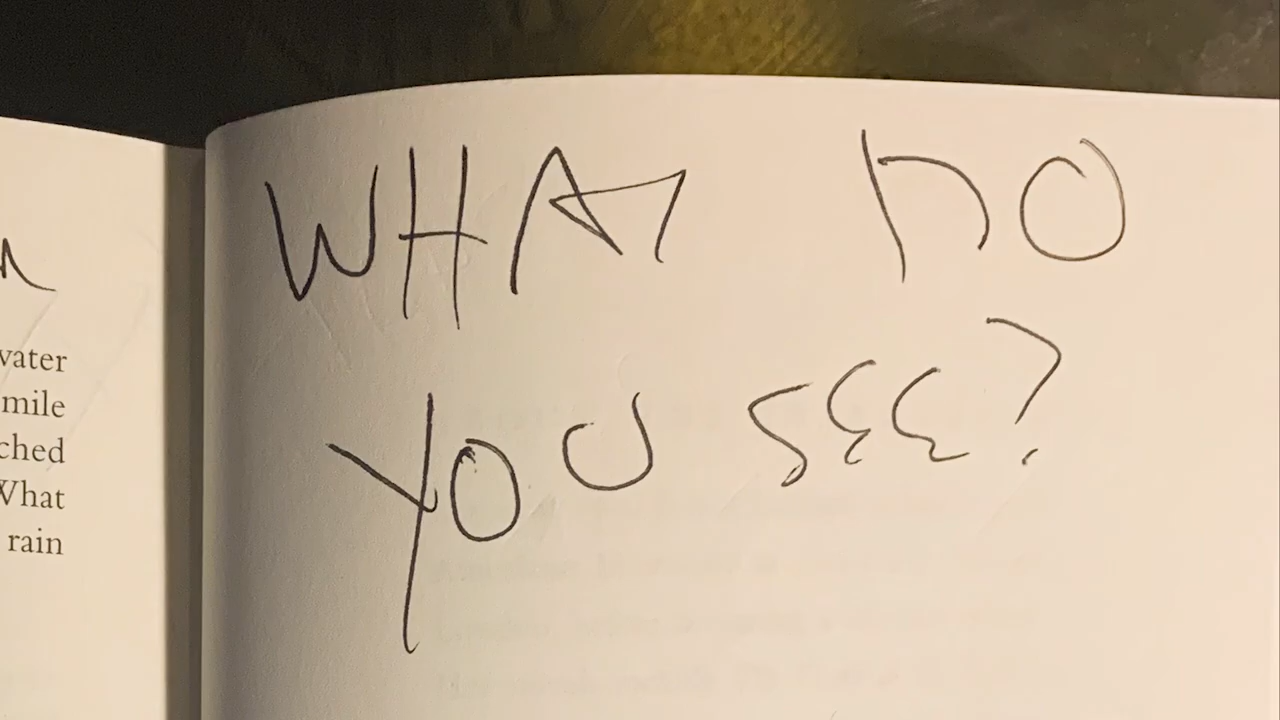 water
mile
ched
What
rain
WHAT DO
YOU SEE?